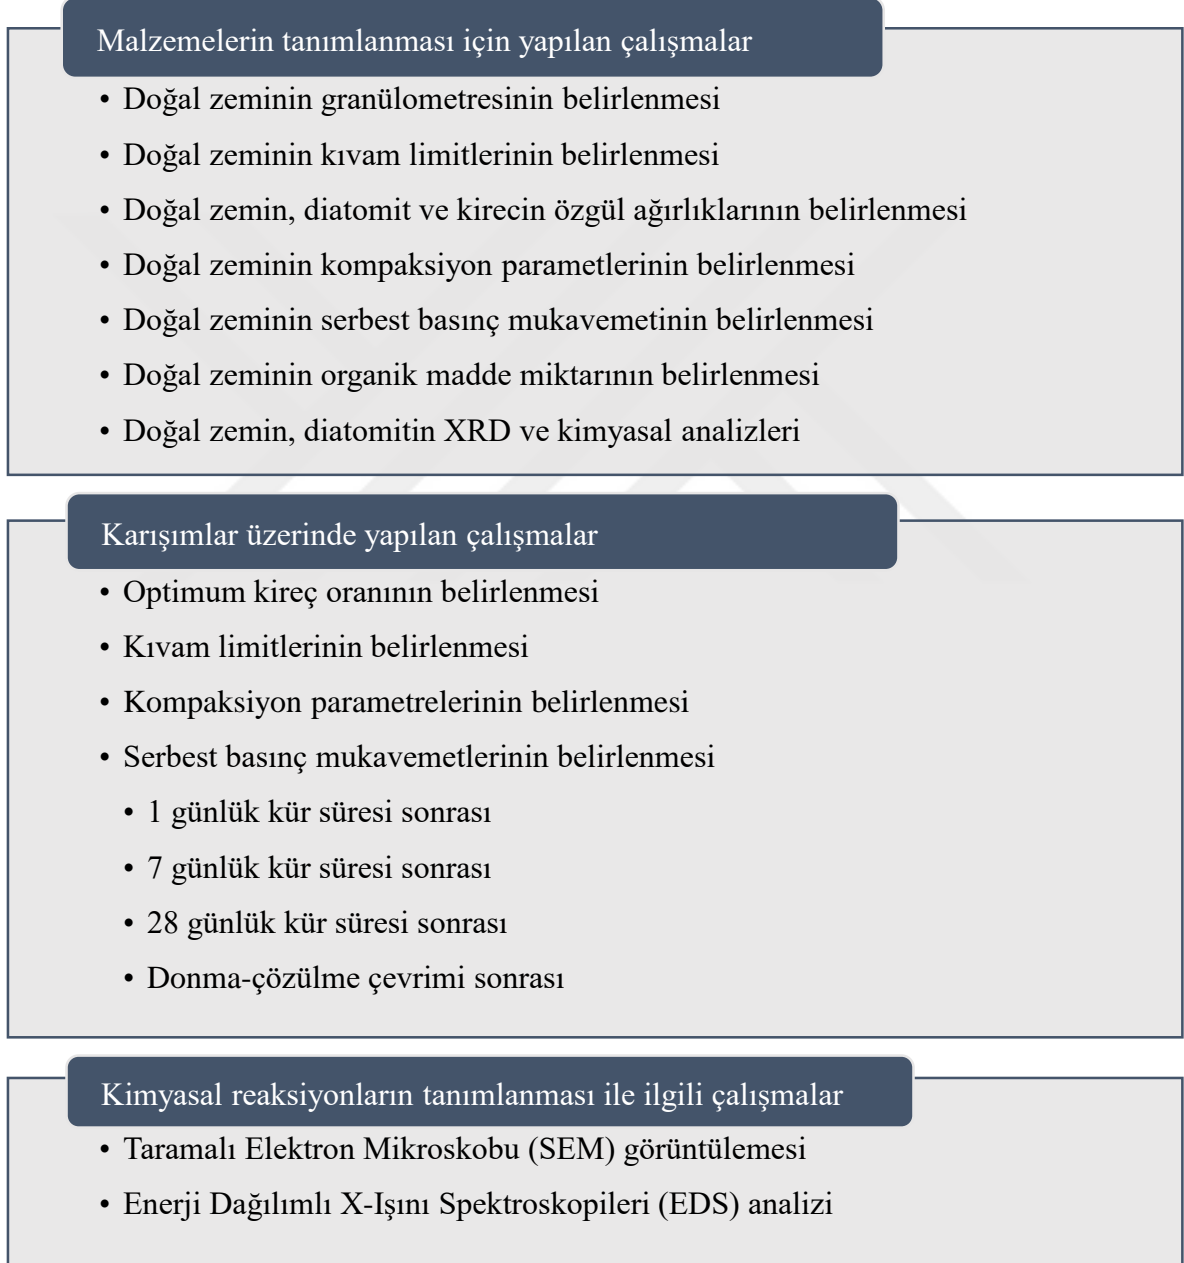 Malzemelerin tanımlanması için yapılan çalışmalar
• Doğal zeminin granülometresinin belirlenmesi
• Doğal zeminin kıvam limitlerinin belirlenmesi
• Doğal zemin, diatomit ve kirecin özgül ağırlıklarının belirlenmesi
• Doğal zeminin kompaksiyon parametlerinin belirlenmesi
• Doğal zeminin serbest basınç mukavemetinin belirlenmesi
• Doğal zeminin organik madde miktarının belirlenmesi
• Doğal zemin, diatomitin XRD ve kimyasal analizleri
Karışımlar üzerinde yapılan çalışmalar
• Optimum kireç oranının belirlenmesi
• Kıvam limitlerinin belirlenmesi
• Kompaksiyon parametrelerinin belirlenmesi
• Serbest basınç mukavemetlerinin belirlenmesi
• 1 günlük kür süresi sonrası
• 7 günlük kür süresi sonrası
• 28 günlük kür süresi sonrası
• Donma-çözülme çevrimi sonrası
Kimyasal reaksiyonların tanımlanması ile ilgili çalışmalar
• Taramalı Elektron Mikroskobu (SEM) görüntülemesi
• Enerji Dağılımlı X-Işını Spektroskopileri (EDS) analizi